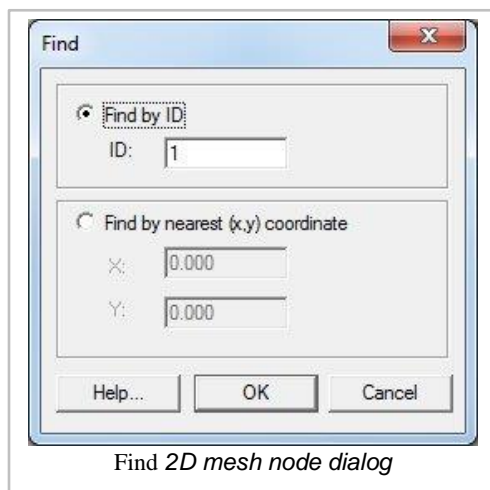 Find
Find by ID
ID: 1
Find by nearest (x,y) coordinate
X: 0.000
Y: 0.000
Help... OK Cancel
Find 2D mesh node dialog